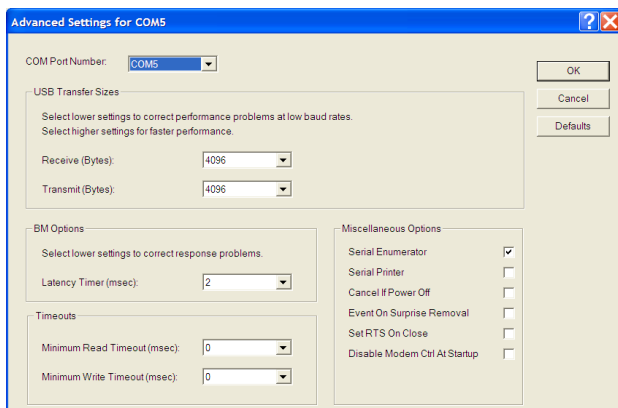 Advanced Settings for COM5
COM Port Number: COM5
OK
Cancel
Defaults
USB Transfer Sizes
Select lower settings to correct performance problems at low baud rates.
Select higher settings for faster performance.
Receive (Bytes): 4096
Transmit (Bytes): 4096
BM Options
Select lower settings to correct response problems.
Latency Timer (msec): 2
Timeouts
Minimum Read Timeout (msec): 0
Minimum Write Timeout (msec): 0
Miscellaneous Options
Serial Enumerator
Serial Printer
Cancel If Power Off
Event On Surprise Removal
Set RTS On Close
Disable Modem Ctrl At Startup